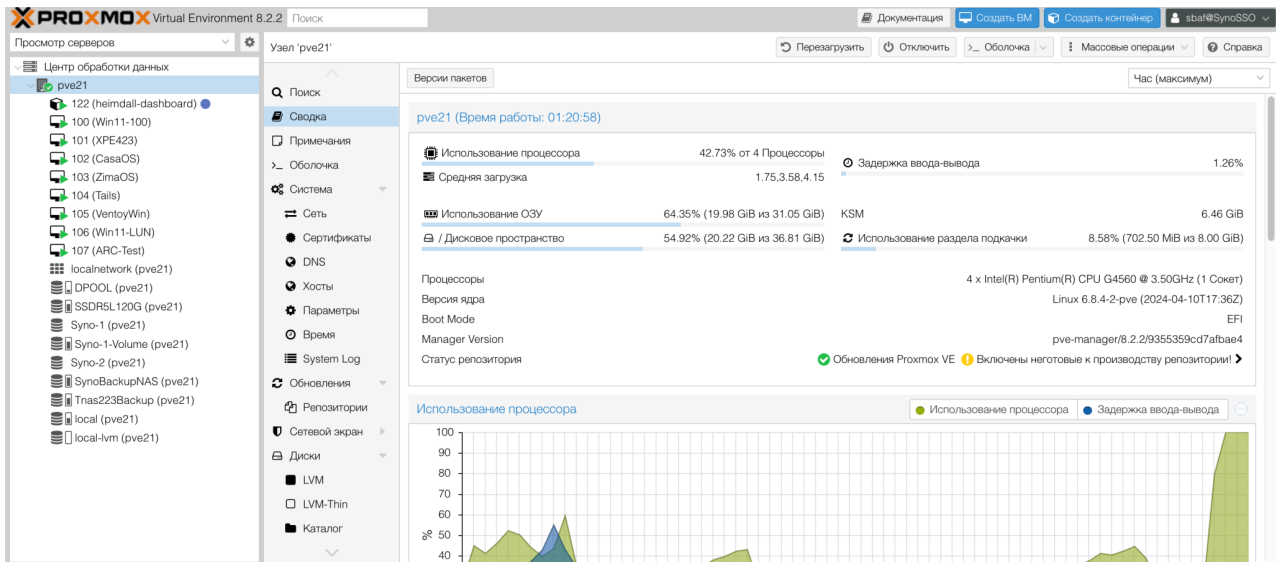 PROXMOX Virtual Environment 8.2.2 Поиск Документация Создать ВМ Создать контейнер sbaf@SynoSSO
Просмотр серверов
Центр обработки данных
pve21
122 (heimdall-dashboard)
100 (Win11-100)
101 (XPE423)
102 (CasaOS)
103 (ZimaOS)
104 (Tails)
105 (VentoyWin)
106 (Win11-LUN)
107 (ARC-Test)
localnetwork (pve21)
DPOOL (pve21)
SSDR5L120G (pve21)
Syno-1 (pve21)
Syno-1-Volume (pve21)
Syno-2 (pve21)
SynoBackupNAS (pve21)
Tnas223Backup (pve21)
local (pve21)
local-lvm (pve21)
Узел 'pve21' Перезагрузить Отключить >_ Оболочка Массовые операции Справка
Поиск
Сводка
Примечания
>_ Оболочка
Система
Сеть
Сертификаты
DNS
Хосты
Параметры
Время
System Log
Обновления
Репозитории
Сетевой экран
Диски
LVM
LVM-Thin
Каталог
Версии пакетов Час (максимум)
pve21 (Время работы: 01:20:58)
Использование процессора 42.73% от 4 Процессоры
Задержка ввода-вывода 1.26%
Средняя загрузка 1.75,3.58,4.15
Использование ОЗУ 64.35% (19.98 GiB из 31.05 GiB) KSM 6.46 GiB
/ Дисковое пространство 54.92% (20.22 GiB из 36.81 GiB) Использование раздела подкачки 8.58% (702.50 MiB из 8.00 GiB)
Процессоры 4 x Intel(R) Pentium(R) CPU G4560 @ 3.50GHz (1 Сокет)
Версия ядра Linux 6.8.4-2-pve (2024-04-10T17:36Z)
Boot Mode EFI
Manager Version pve-manager/8.2.2/9355359cd7afbae4
Статус репозитория Обновления Proxmox VE Включены неготовые к производству репозитории!
Использование процессора Использование процессора Задержка ввода-вывода
100
90
80
70
60
50
40
%